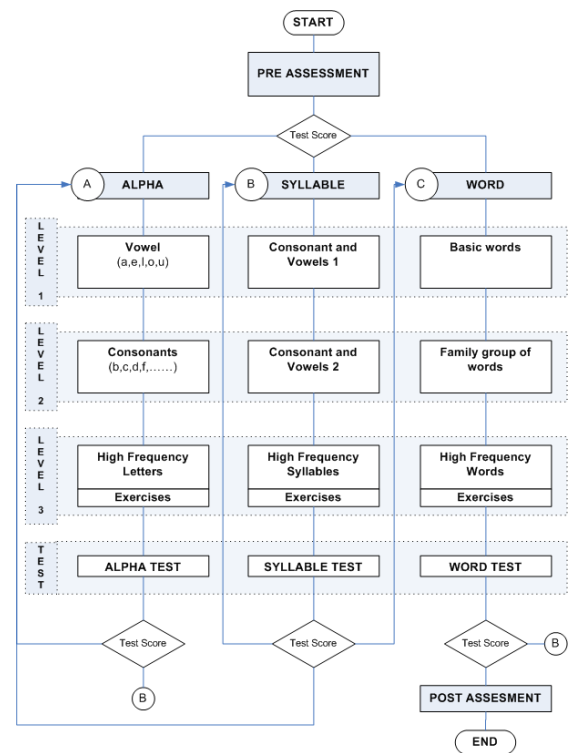 START
PRE ASSESSMENT
Test Score
A
ALPHA
B
SYLLABLE
C
WORD
LEVEL 1
Vowel
(a,e,I,o,u)
Consonant and
Vowels 1
Basic words
LEVEL 2
Consonants
(b,c,d,f,……)
Consonant and
Vowels 2
Family group of
words
LEVEL 3
High Frequency
Letters
Exercises
High Frequency
Syllables
Exercises
High Frequency
Words
Exercises
TEST
ALPHA TEST
SYLLABLE TEST
WORD TEST
Test Score
Test Score
Test Score
B
B
POST ASSESMENT
END